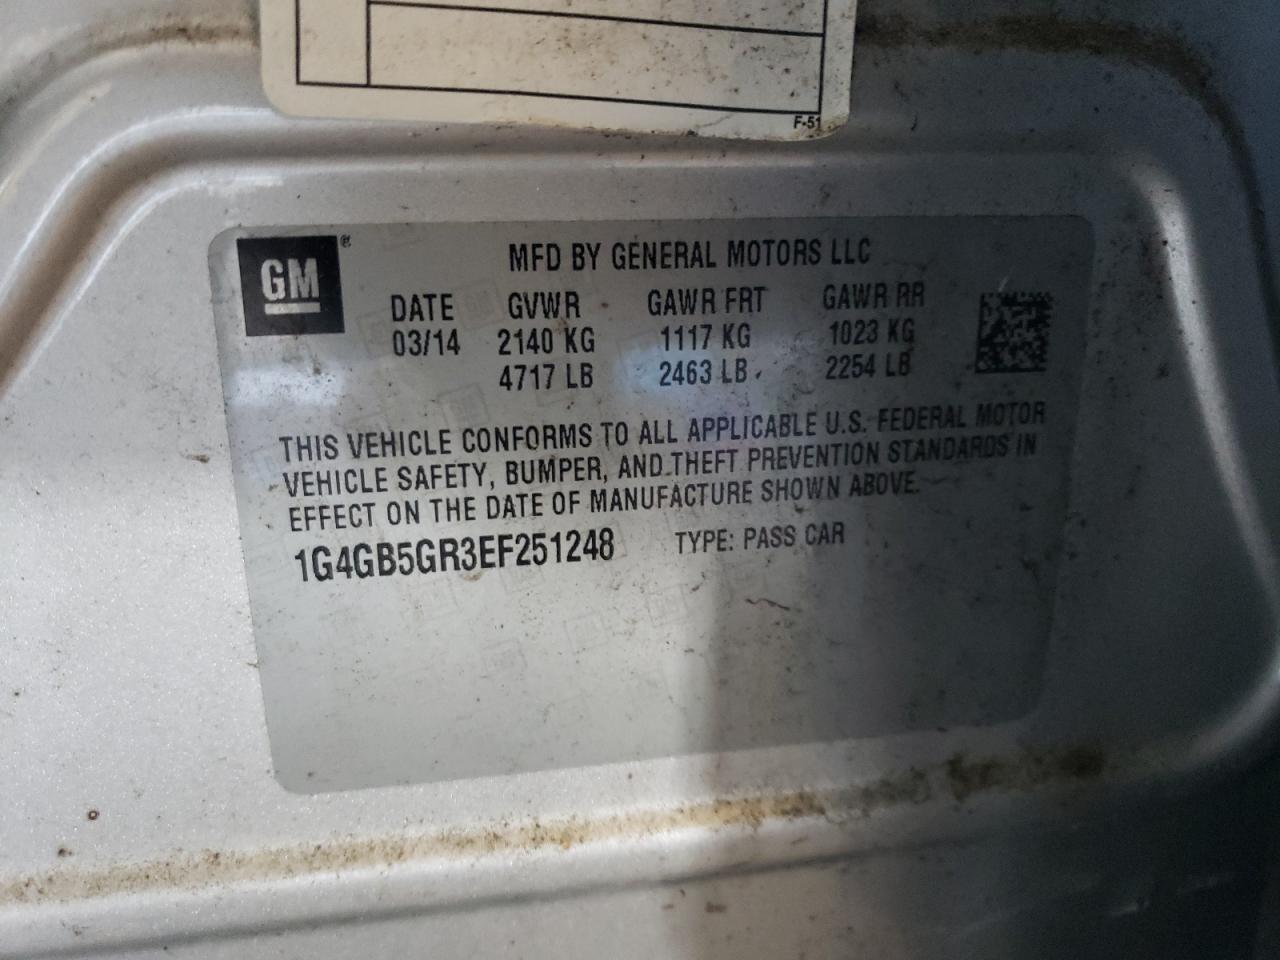 F-51
GM ®
MFD BY GENERAL MOTORS LLC
DATE GVWR GAWR FRT GAWR RR
03/14 2140 KG 1117 KG 1023 KG
4717 LB 2463 LB 2254 LB
THIS VEHICLE CONFORMS TO ALL APPLICABLE U.S. FEDERAL MOTOR
VEHICLE SAFETY, BUMPER, AND THEFT PREVENTION STANDARDS IN
EFFECT ON THE DATE OF MANUFACTURE SHOWN ABOVE.
1G4GB5GR3EF251248 TYPE: PASS CAR